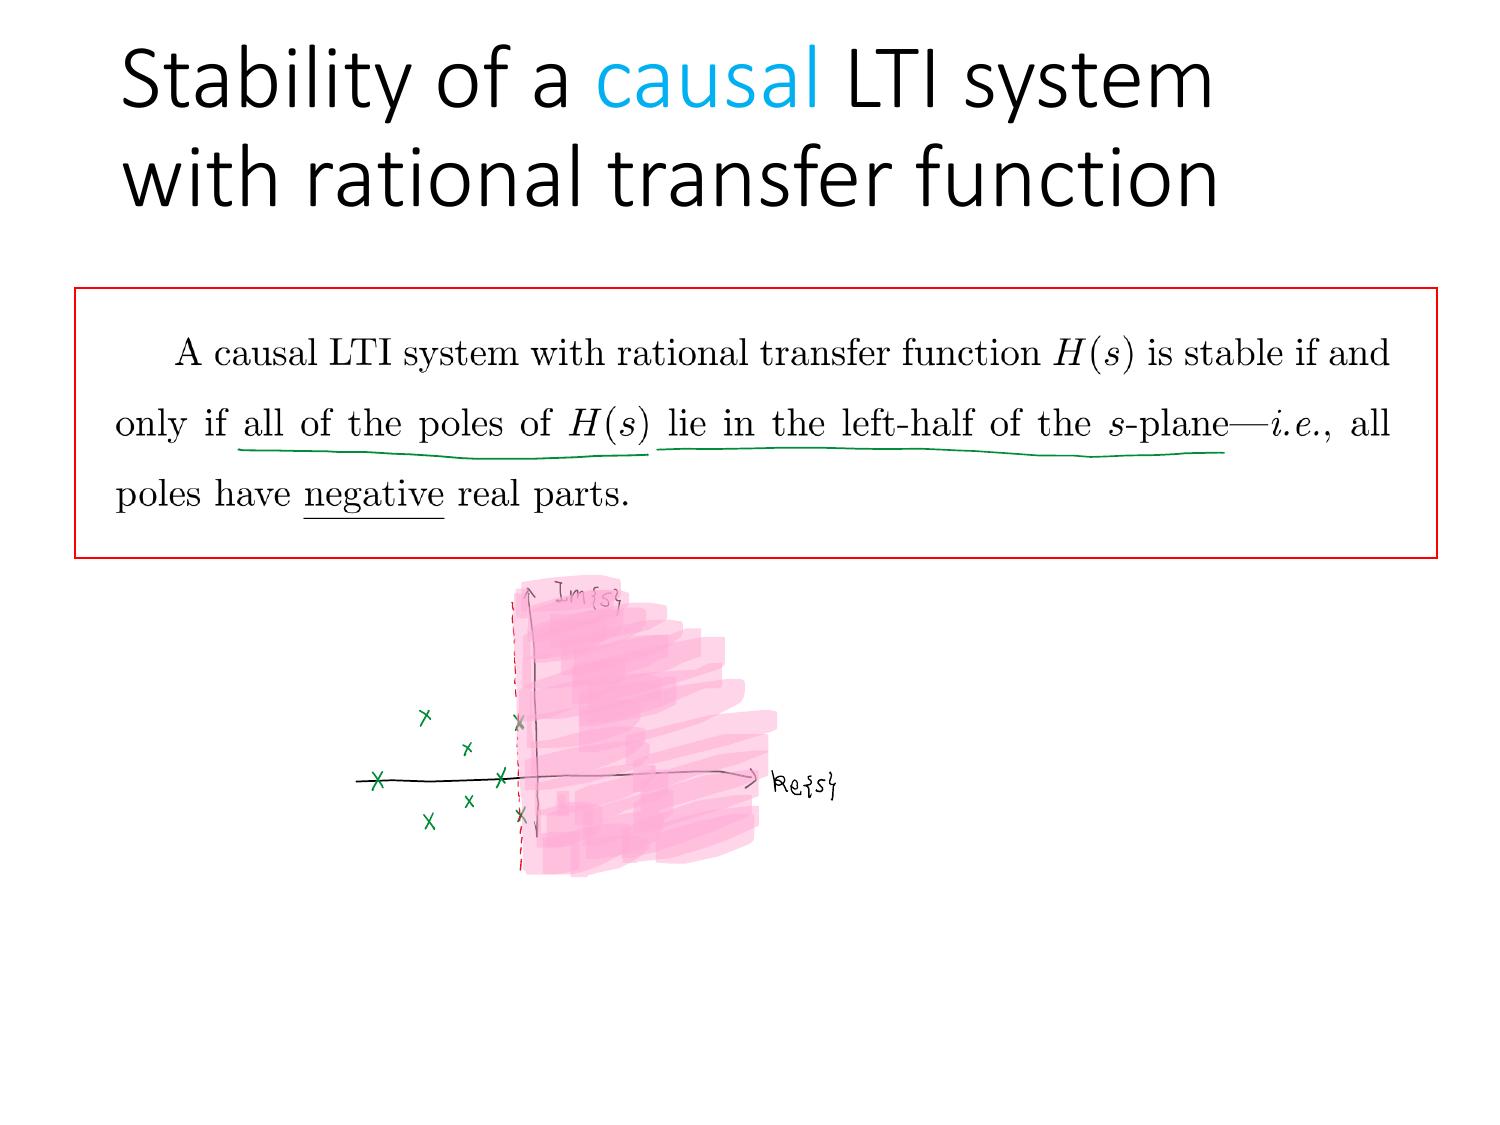 Stability of a causal LTI system
with rational transfer function
A causal LTI system with rational transfer function H(s) is stable if and
only if all of the poles of H(s) lie in the left-half of the s-plane—i.e., all
poles have negative real parts.
Im{s}
Re{s}